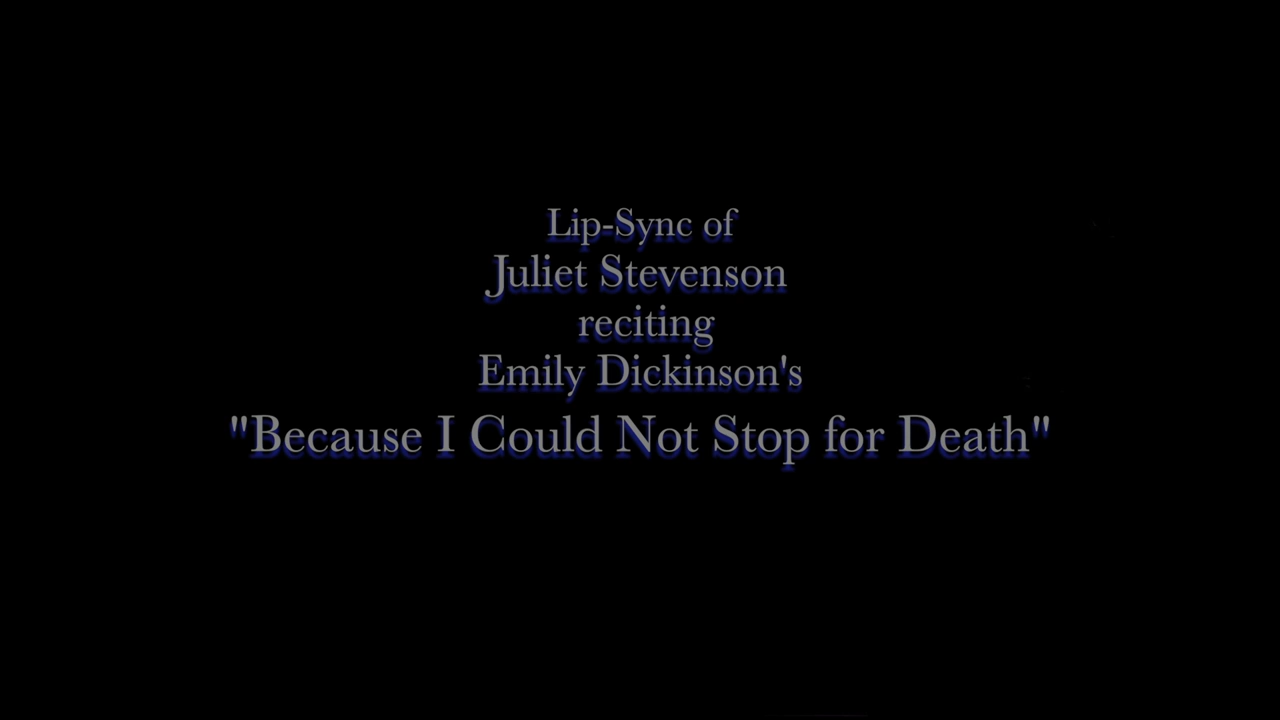 Lip-Sync of
Juliet Stevenson
reciting
Emily Dickinson's
"Because I Could Not Stop for Death"